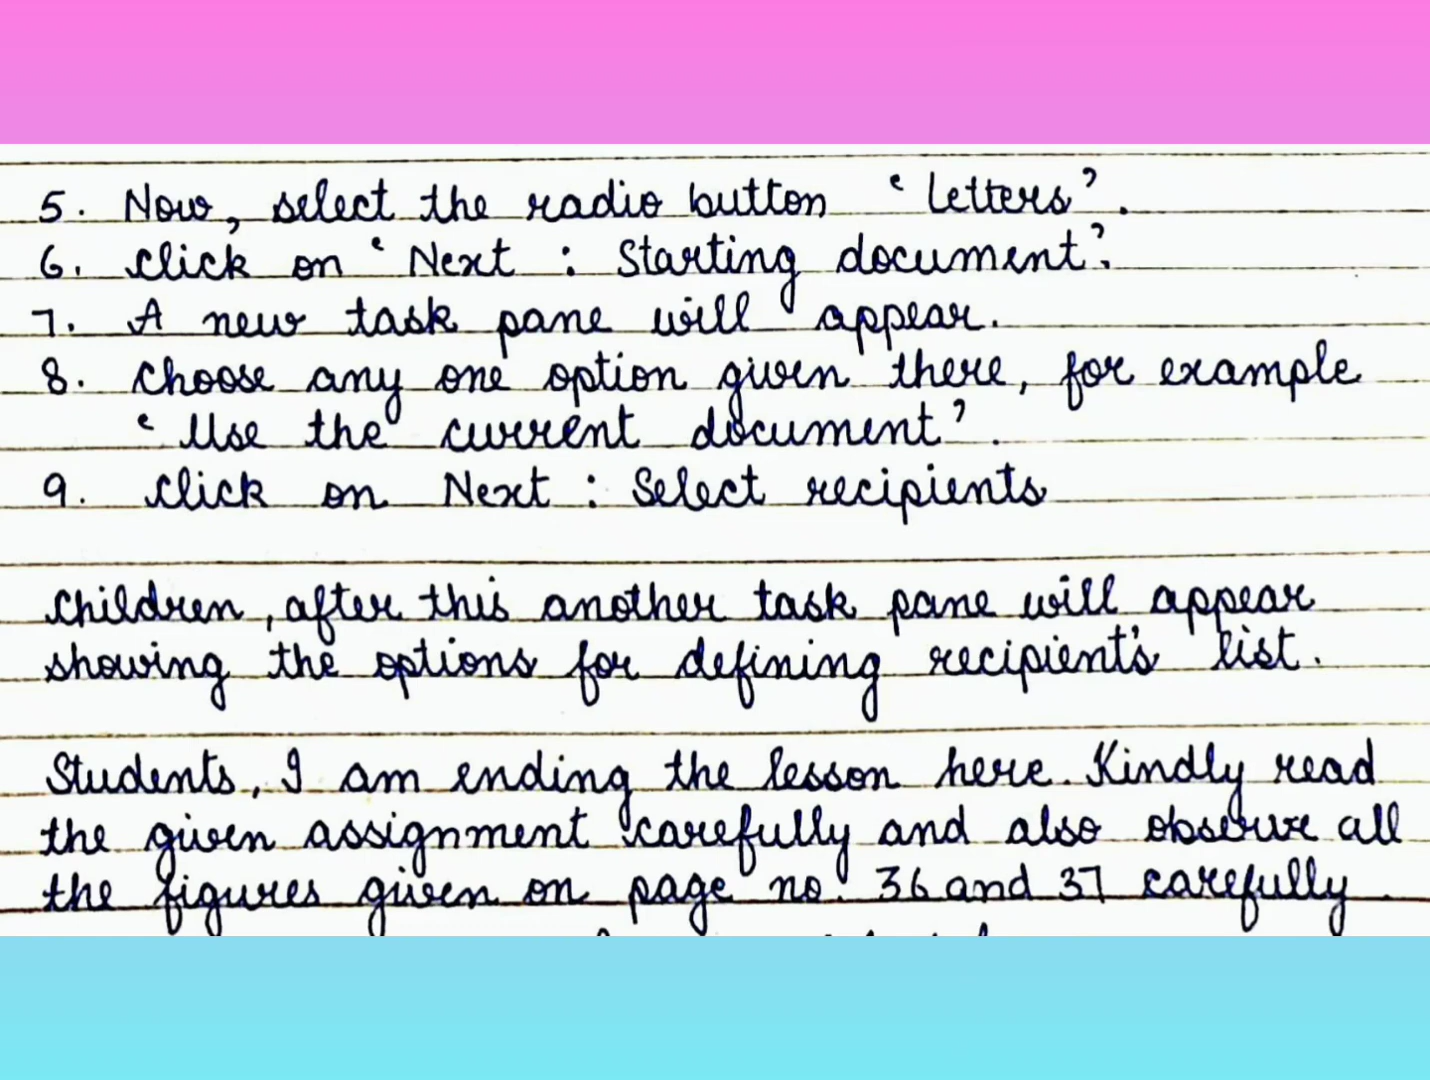 5. Now, select the radio button ‘Letters’.
6. Click on ‘Next : Starting document’.
7. A new task pane will appear.
8. Choose any one option given there, for example
‘Use the current document’.
9. Click on Next : Select recipients
Children, after this another task pane will appear
showing the options for defining recipient's list.
Students, I am ending the lesson here. Kindly read
the given assignment carefully and also observe all
the figures given on page no. 36 and 37 carefully.